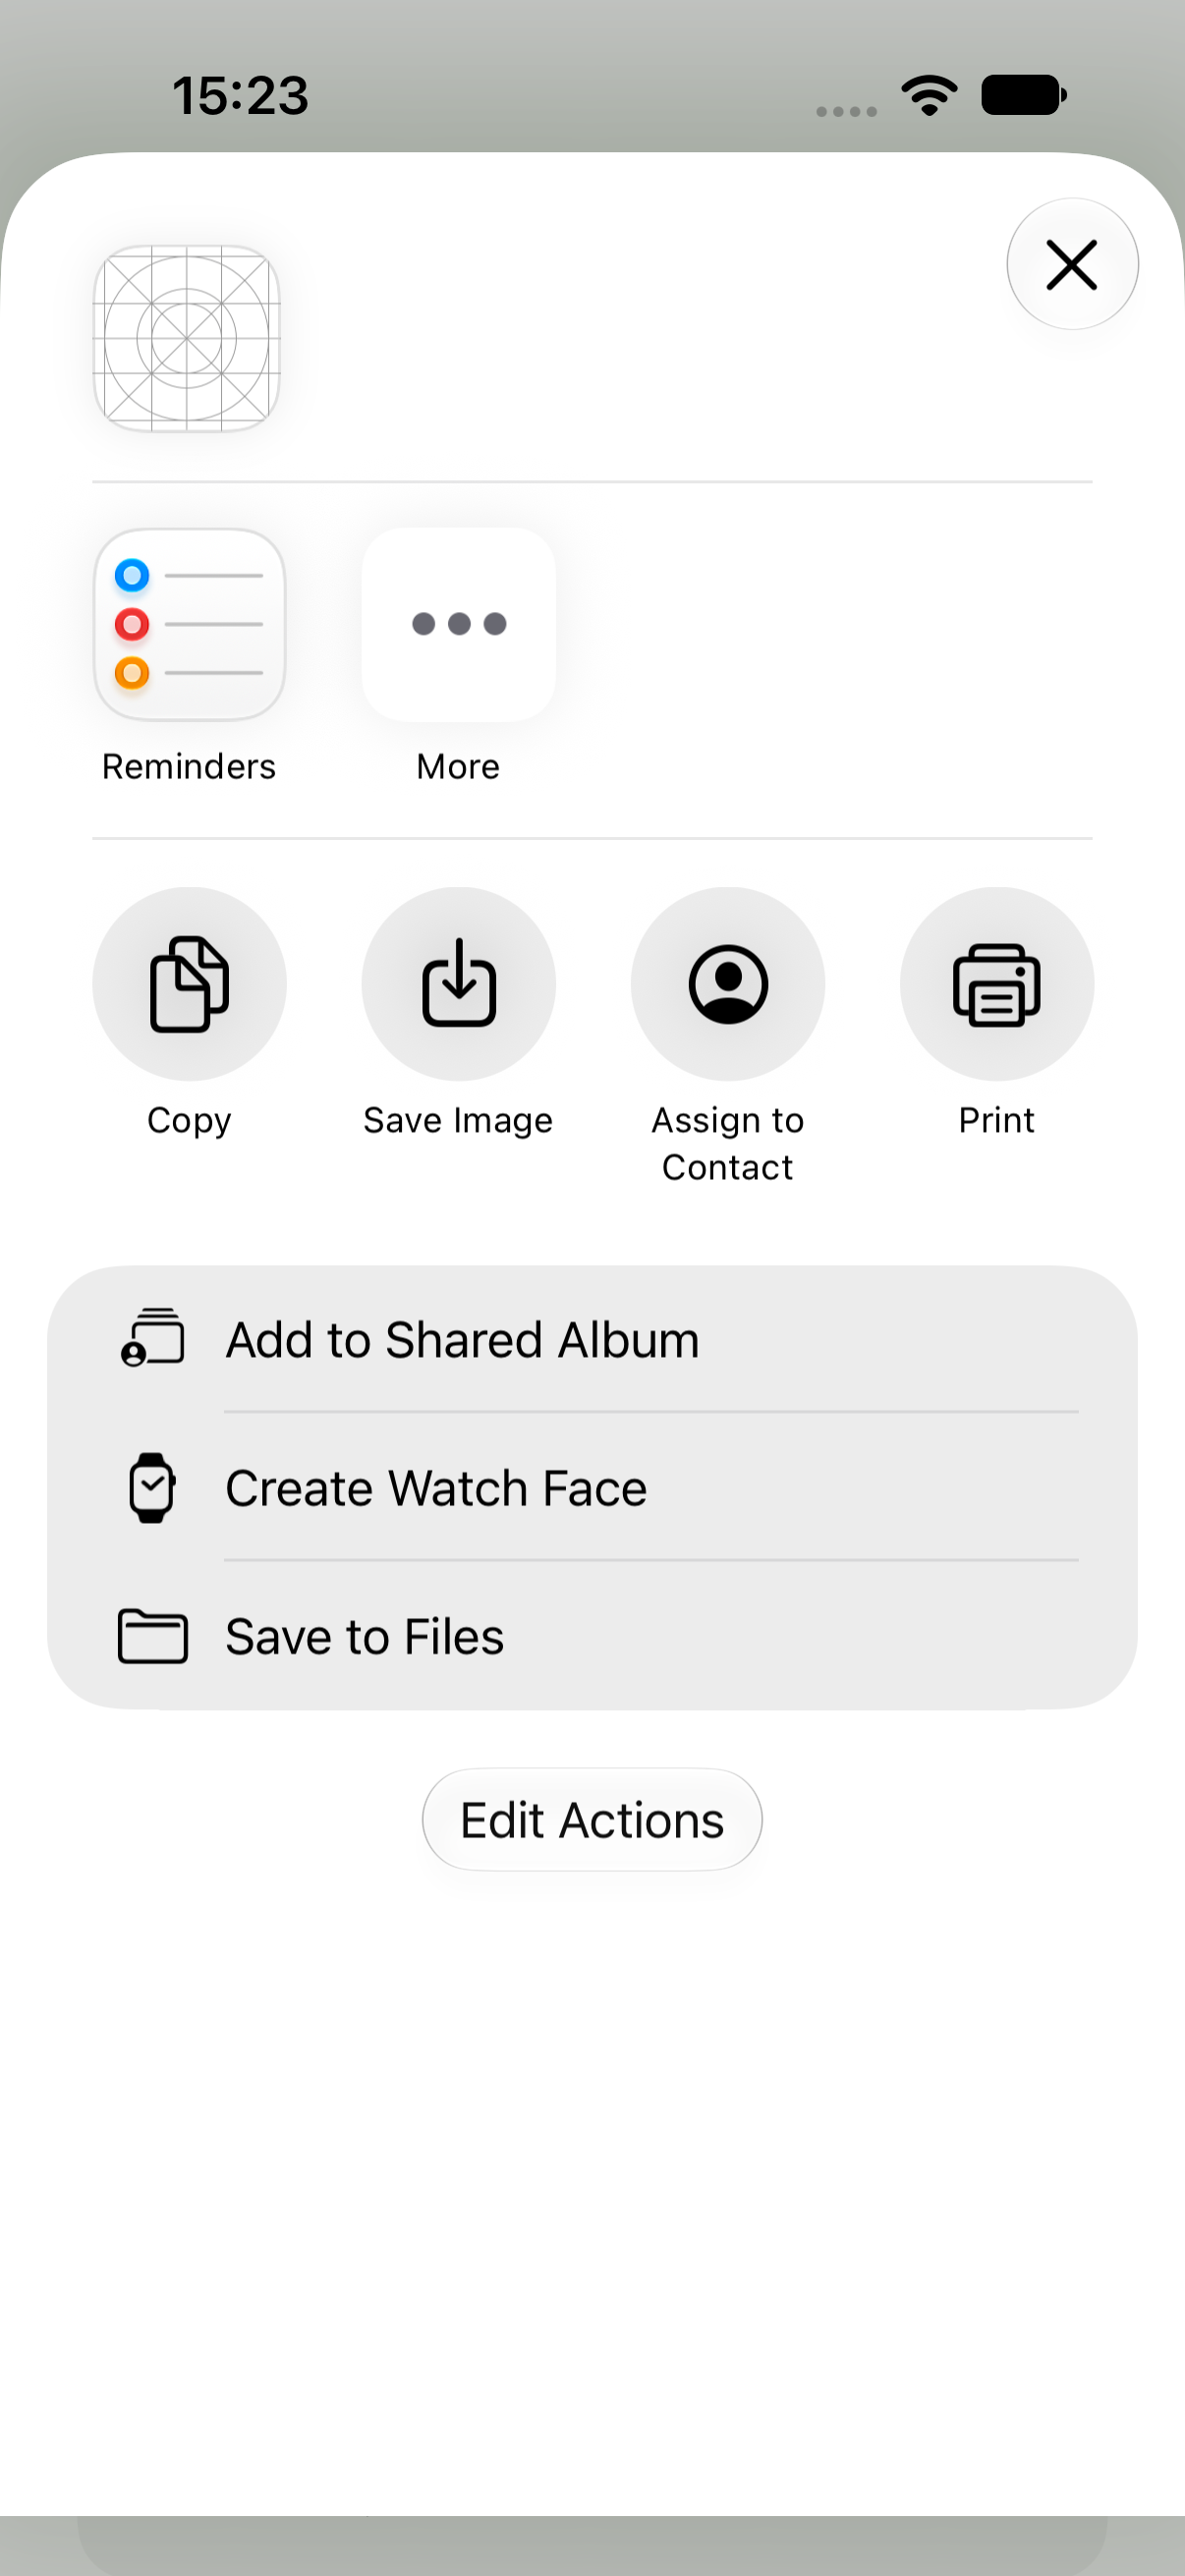 15:23
Reminders
More
Copy
Save Image
Assign to
Contact
Print
Add to Shared Album
Create Watch Face
Save to Files
Edit Actions